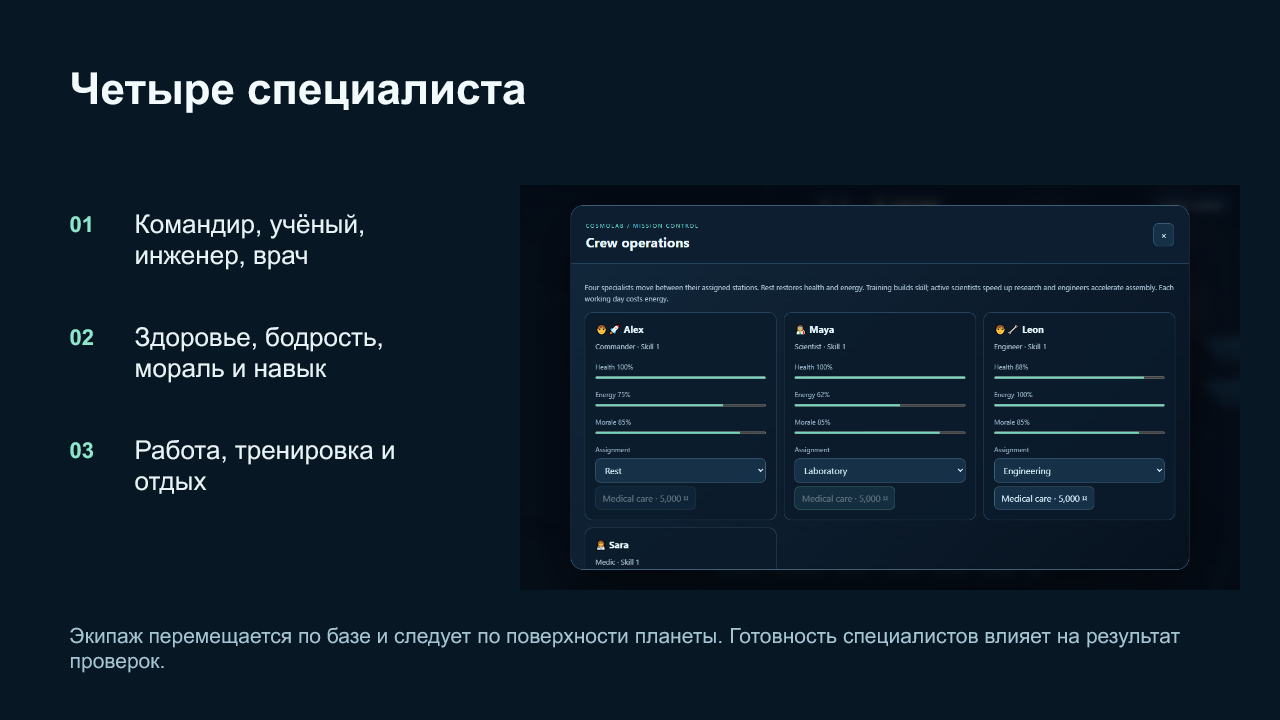 Четыре специалиста
01
Командир, учёный,
инженер, врач
02
Здоровье, бодрость,
мораль и навык
03
Работа, тренировка и
отдых
COSMOLAB / MISSION CONTROL
Crew operations
×
Four specialists move between their assigned stations. Rest restores health and energy. Training builds skill; active scientists speed up research and engineers accelerate assembly. Each
working day costs energy.
Alex
Commander · Skill 1
Health 100%
Energy 75%
Morale 85%
Assignment
Rest
Medical care · 5,000 ¤
Maya
Scientist · Skill 1
Health 100%
Energy 62%
Morale 85%
Assignment
Laboratory
Medical care · 5,000 ¤
Leon
Engineer · Skill 1
Health 88%
Energy 100%
Morale 85%
Assignment
Engineering
Medical care · 5,000 ¤
Sara
Medic · Skill 1
Экипаж перемещается по базе и следует по поверхности планеты. Готовность специалистов влияет на результат
проверок.